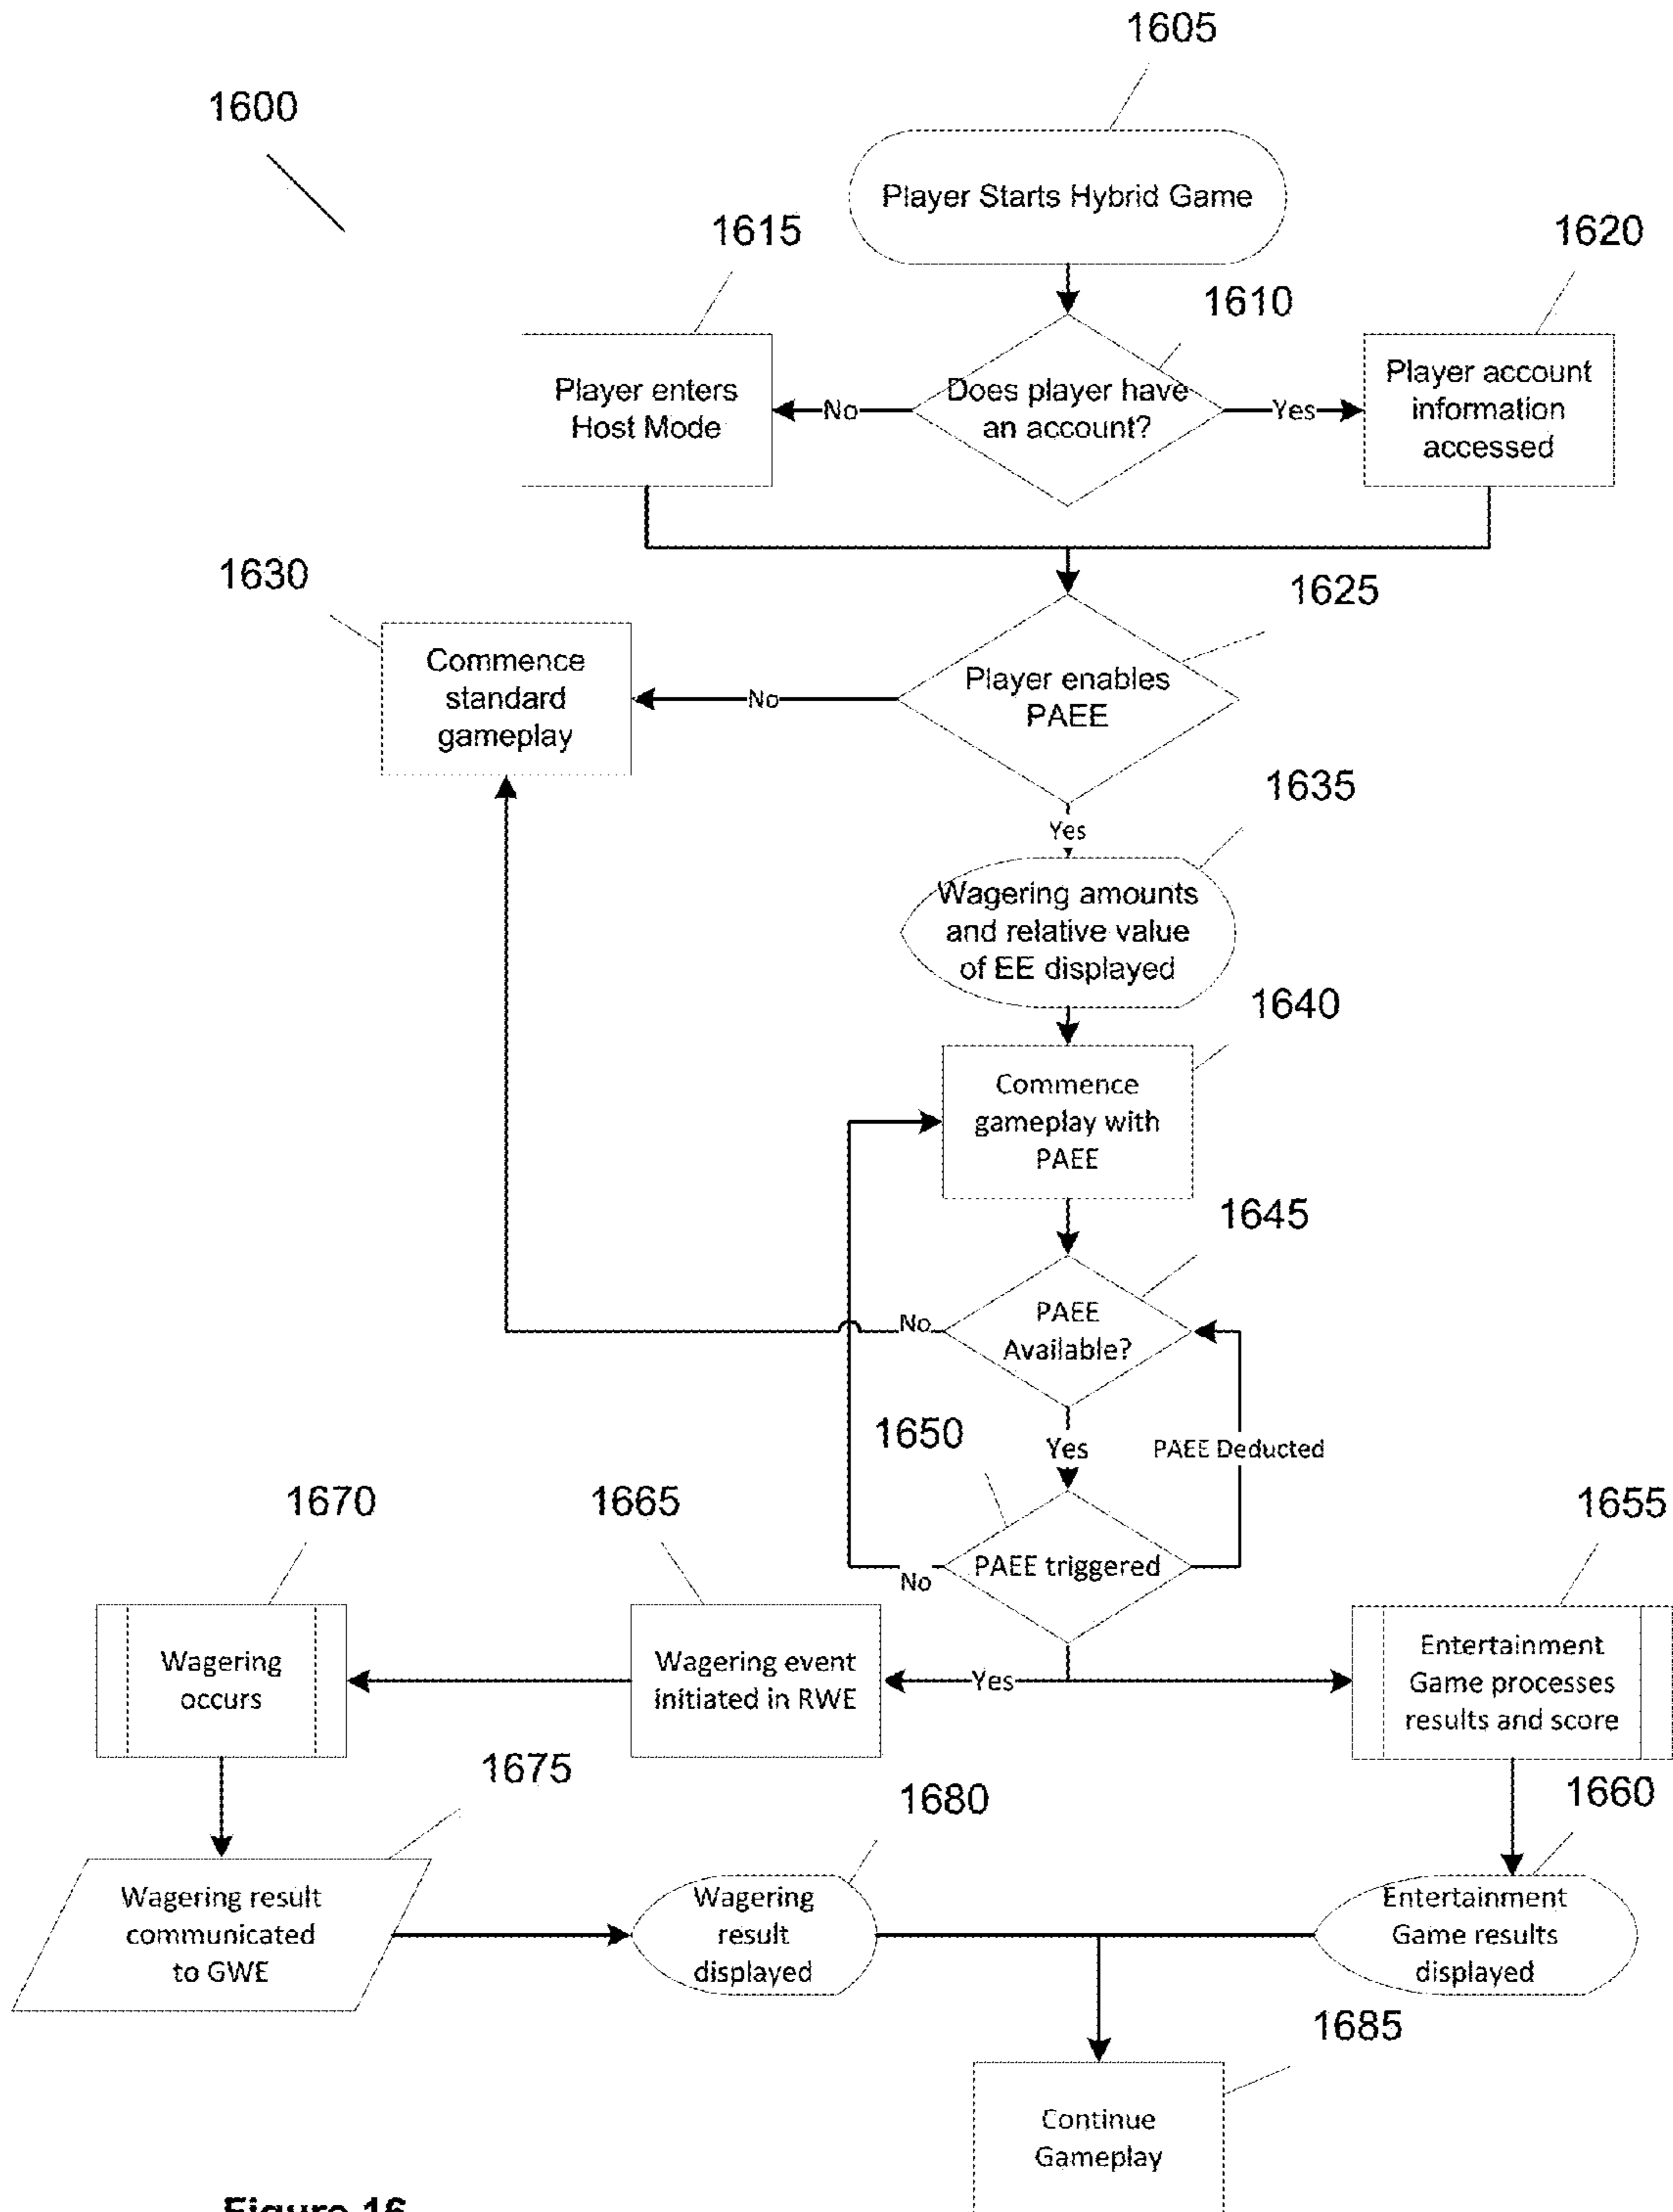 1605
1600
Player Starts Hybrid Game
1615
1620
1610
Player enters
Host Mode
No
Does player have
an account?
Yes
Player account
information
accessed
1630
1625
Commence
standard
gameplay
No
Player enables
PAEE
1635
Yes
Wagering amounts
and relative value
of EE displayed
1640
Commence
gameplay with
PAEE
1645
No
PAEE
Available?
1650
Yes
PAEE Deducted
1670
1665
1655
No
PAEE triggered
Wagering
occurs
Wagering event
initiated in RWE
Yes
Entertainment
Game processes
results and score
1675
1680
1660
Wagering result
communicated
to GWE
Wagering
result
displayed
Entertainment
Game results
displayed
1685
Continue
Gameplay
Figure 16